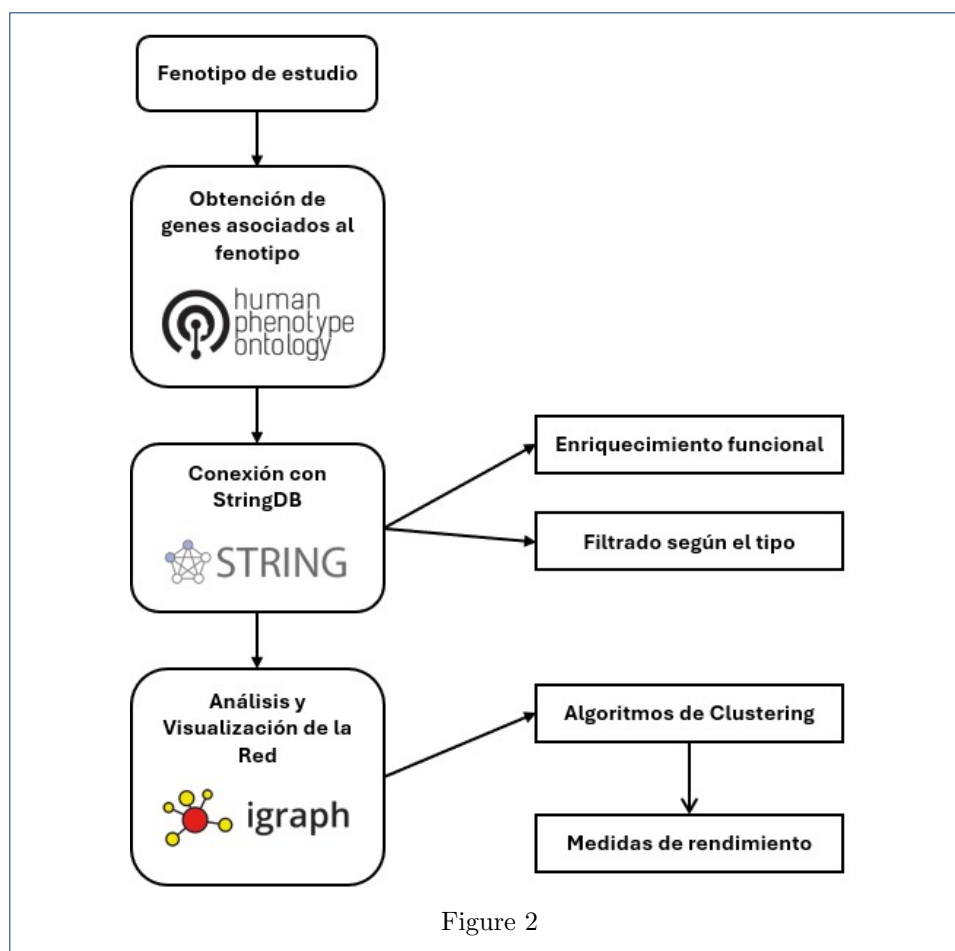 Fenotipo de estudio
Obtención de
genes asociados al
fenotipo
human
phenotype
ontology
Conexión con
StringDB
STRING
Enriquecimiento funcional
Filtrado según el tipo
Análisis y
Visualización de la
Red
igraph
Algoritmos de Clustering
Medidas de rendimiento
Figure 2